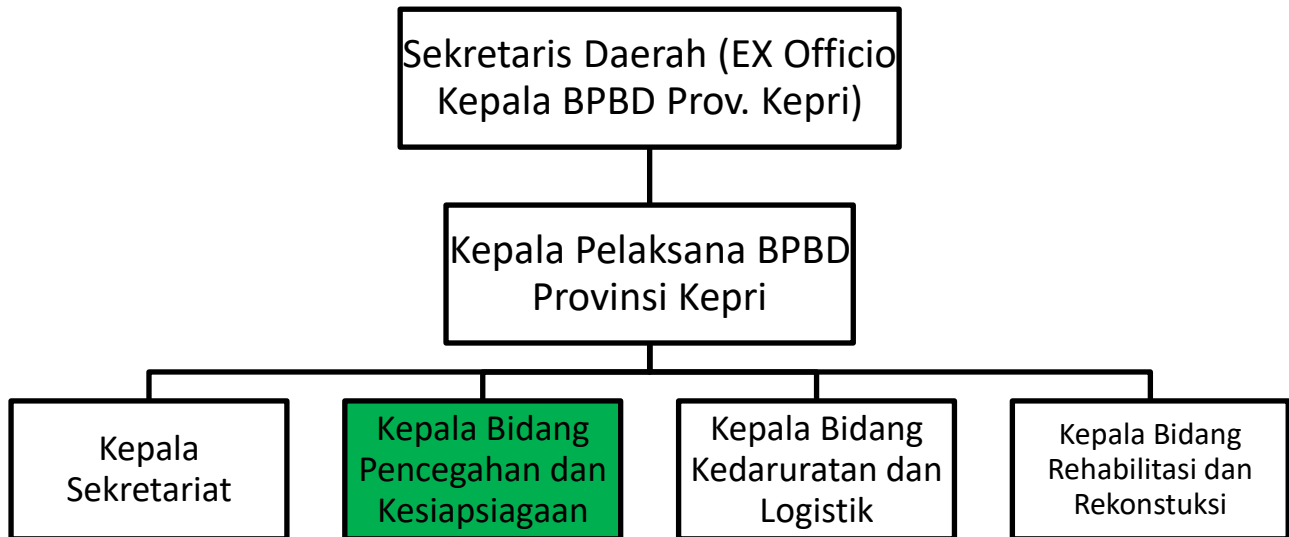 Sekretaris Daerah (EX Officio
Kepala BPBD Prov. Kepri)
Kepala Pelaksana BPBD
Provinsi Kepri
Kepala
Sekretariat
Kepala Bidang
Pencegahan dan
Kesiapsiagaan
Kepala Bidang
Kedaruratan dan
Logistik
Kepala Bidang
Rehabilitasi dan
Rekonstuksi